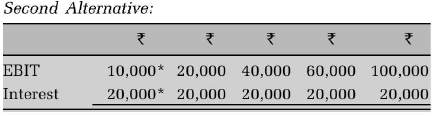 Second Alternative:
₹ ₹ ₹ ₹ ₹
EBIT 10,000* 20,000 40,000 60,000 100,000
Interest 20,000* 20,000 20,000 20,000 20,000